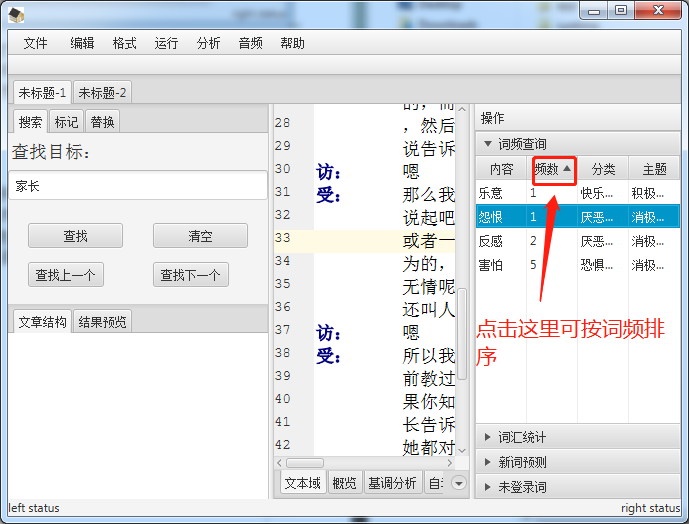 right status
文件 编辑 格式 运行 分析 音频 帮助
未标题-1 未标题-2
搜索 标记 替换
查找目标：
家长
查找 清空
查找上一个 查找下一个
文章结构 结果预览
28 ，然后
29 说告诉
30 访： 嗯
31 受： 那么我
32 说起吧
33 或者一
34 为的，
35 无情呢
36 还叫人
37 访： 嗯
38 受： 所以我
39 前教过
40 果你知
41 长告诉
42 她都对
文本域 概览 基调分析
操作
词频查询
内容 频数 分类 主题
乐意 1 快乐... 积极...
怨恨 1 厌恶... 消极...
反感 2 厌恶... 消极...
害怕 5 恐惧... 消极...
点击这里可按词频排
序
词汇统计
新词预测
未登录词
left status right status